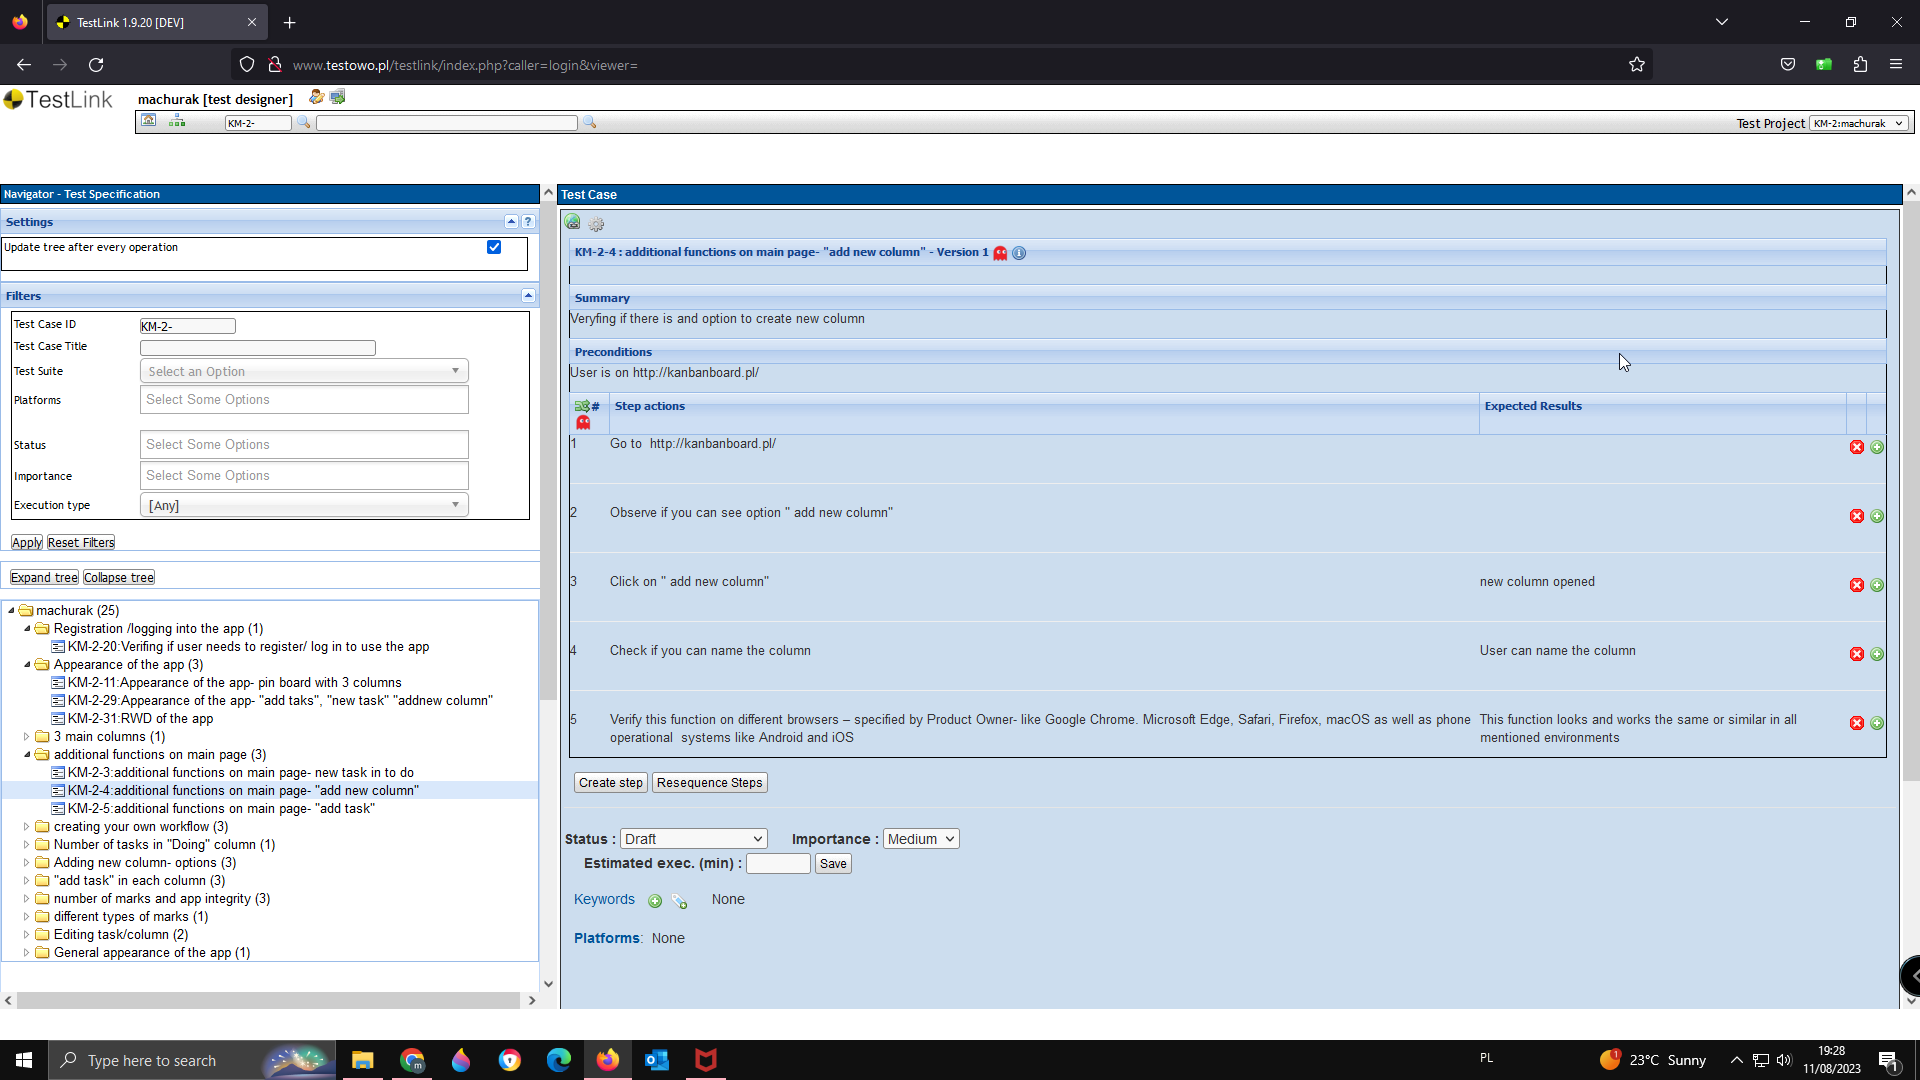 TestLink 1.9.20 [DEV]
www.testowo.pl/testlink/index.php?caller=login&viewer=
TestLink
machurak [test designer]
KM-2-
Test Project KM-2:machurak
Navigator - Test Specification
Settings
Update tree after every operation
Filters
Test Case ID KM-2-
Test Case Title
Test Suite Select an Option
Platforms Select Some Options
Status Select Some Options
Importance Select Some Options
Execution type [Any]
Apply Reset Filters
Expand tree Collapse tree
machurak (25)
Registration /logging into the app (1)
KM-2-20:Verifing if user needs to register/ log in to use the app
Appearance of the app (3)
KM-2-11:Appearance of the app- pin board with 3 columns
KM-2-29:Appearance of the app- "add taks", "new task" "addnew column"
KM-2-31:RWD of the app
3 main columns (1)
additional functions on main page (3)
KM-2-3:additional functions on main page- new task in to do
KM-2-4:additional functions on main page- "add new column"
KM-2-5:additional functions on main page- "add task"
creating your own workflow (3)
Number of tasks in "Doing" column (1)
Adding new column- options (3)
"add task" in each column (3)
number of marks and app integrity (3)
different types of marks (1)
Editing task/column (2)
General appearance of the app (1)
Test Case
KM-2-4 : additional functions on main page- "add new column" - Version 1
Summary
Veryfing if there is and option to create new column
Preconditions
User is on http://kanbanboard.pl/
# Step actions Expected Results
1 Go to  http://kanbanboard.pl/
2 Observe if you can see option " add new column"
3 Click on " add new column" new column opened
4 Check if you can name the column User can name the column
5 Verify this function on different browsers – specified by Product Owner- like Google Chrome. Microsoft Edge, Safari, Firefox, macOS as well as phone This function looks and works the same or similar in all
operational  systems like Android and iOS mentioned environments
Create step Resequence Steps
Status : Draft Importance : Medium
Estimated exec. (min) : Save
Keywords None
Platforms: None
Type here to search
PL
1
23°C Sunny
19:28
11/08/2023
1